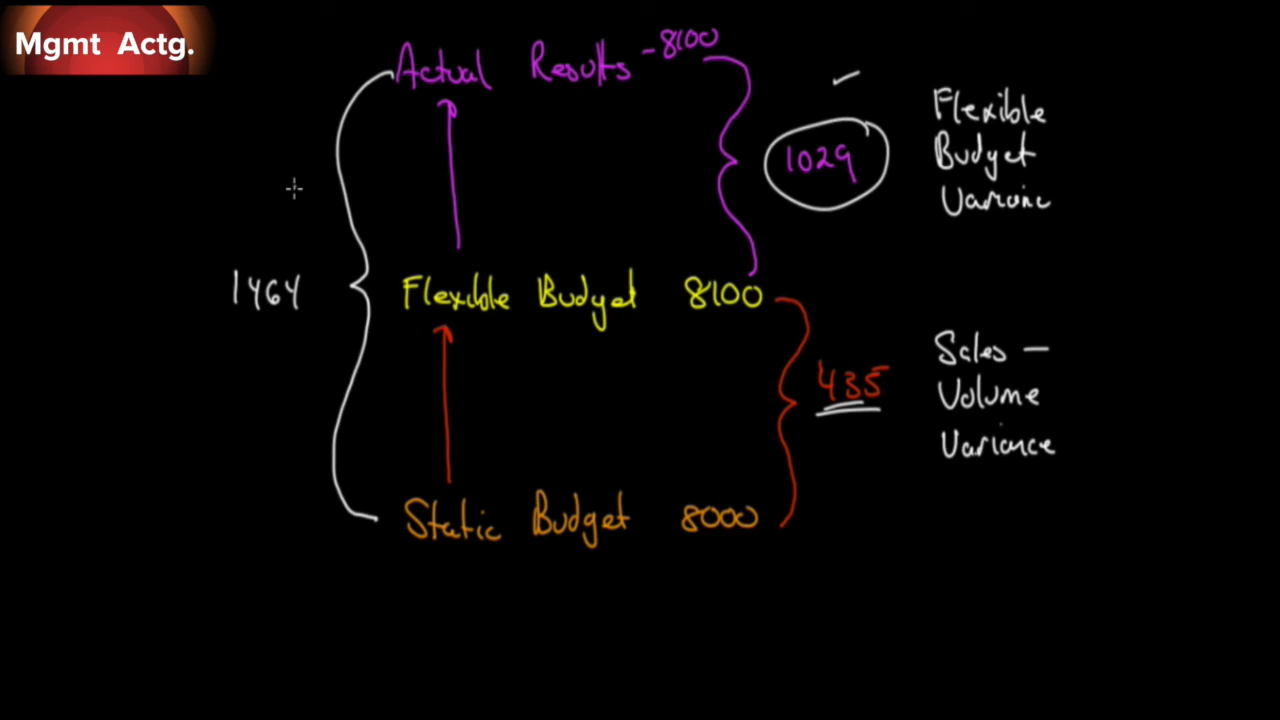 Mgmt Actg.
Actual Results - 8100
1029
Flexible
Budget
Varianc
1464
Flexible Budget 8100
435
Sales -
Volume
Variance
Static Budget 8000